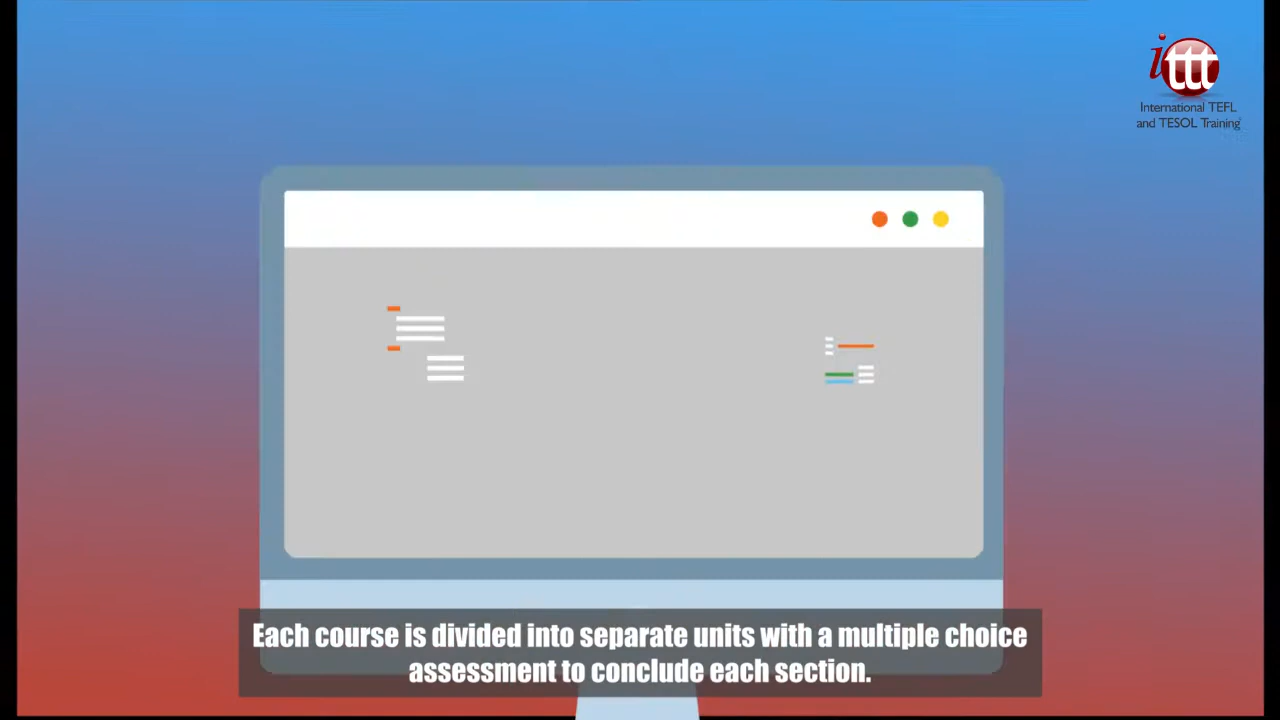 ittt
International TEFL
and TESOL Training
Each course is divided into separate units with a multiple choice
assessment to conclude each section.